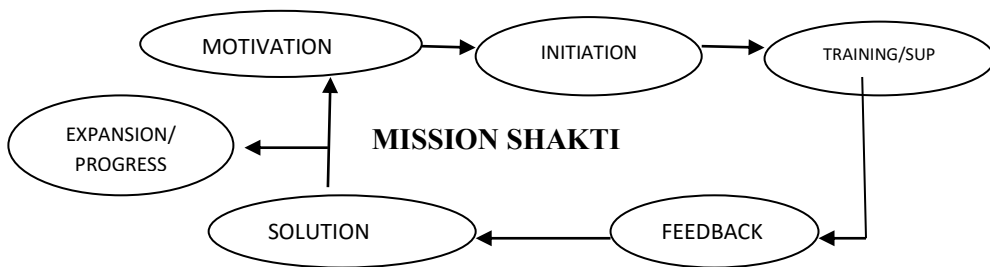 MOTIVATION
INITIATION
TRAINING/SUP
EXPANSION/
PROGRESS
MISSION SHAKTI
SOLUTION
FEEDBACK